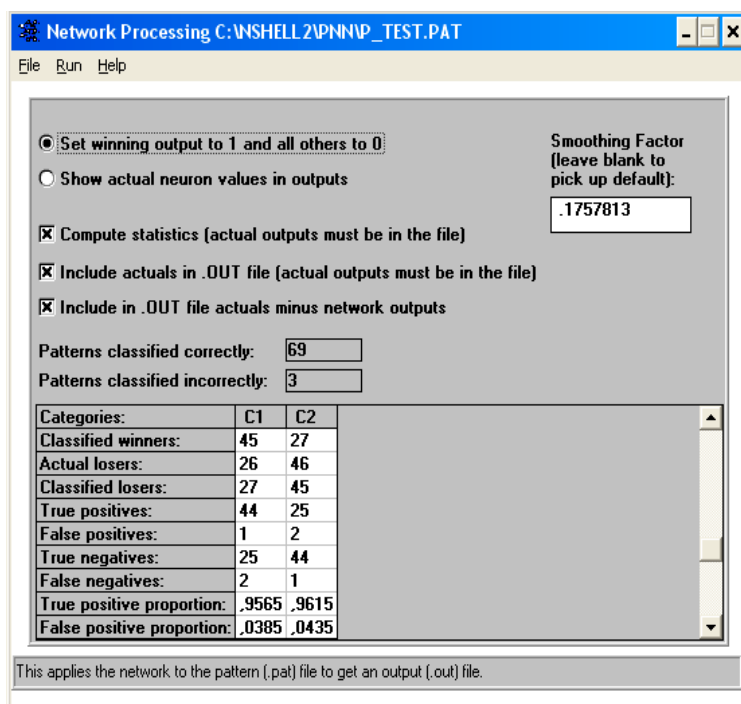 Network Processing C:\NSHELL2\PNN\P_TEST.PAT
File Run Help
Set winning output to 1 and all others to 0
Show actual neuron values in outputs
Smoothing Factor
(leave blank to
pick up default):
.1757813
Compute statistics (actual outputs must be in the file)
Include actuals in .OUT file (actual outputs must be in the file)
Include in .OUT file actuals minus network outputs
Patterns classified correctly: 69
Patterns classified incorrectly: 3
Categories: C1 C2
Classified winners: 45 27
Actual losers: 26 46
Classified losers: 27 45
True positives: 44 25
False positives: 1 2
True negatives: 25 44
False negatives: 2 1
True positive proportion: ,9565 ,9615
False positive proportion: ,0385 ,0435
This applies the network to the pattern (.pat) file to get an output (.out) file.